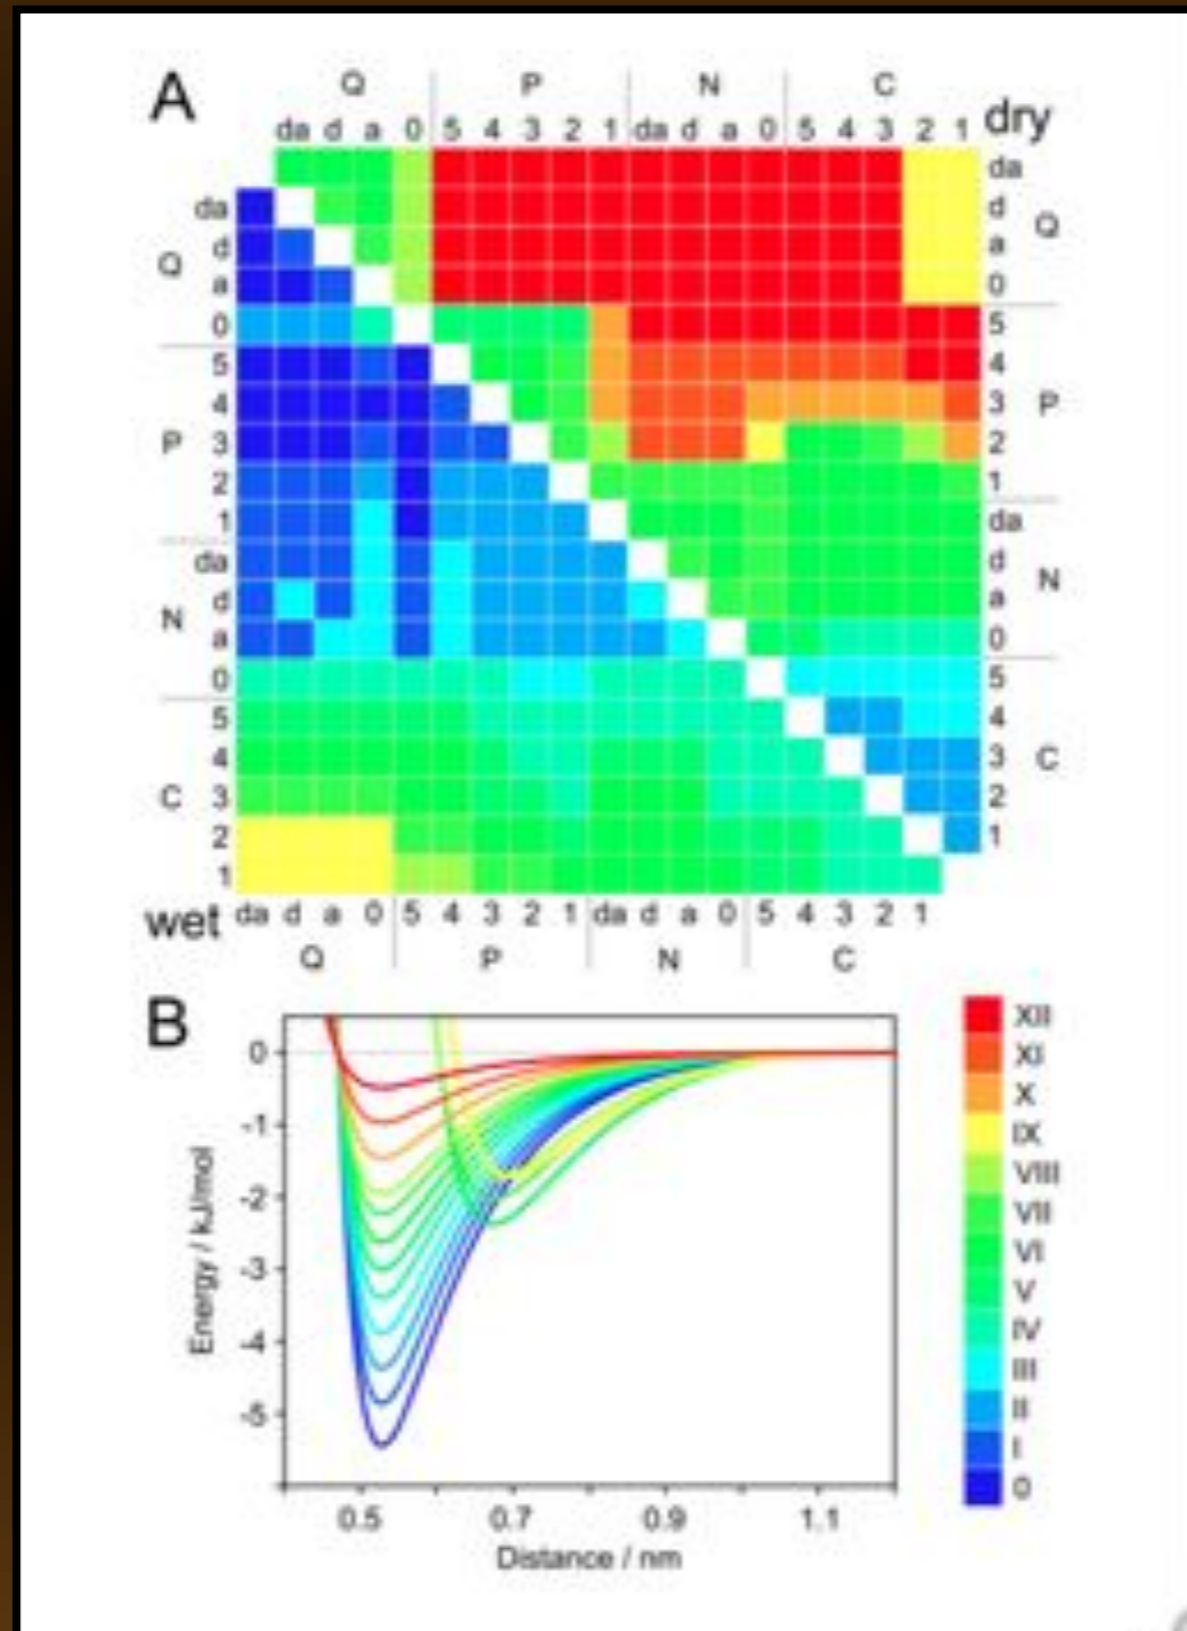 A
Q P N C
da d a 0 5 4 3 2 1 da d a 0 5 4 3 2 1 dry
da
da d Q
Q d a
a 0
0 5
5 4
4 3 P
P 3 2
2 1
1 da
da d N
N d a
a 0
0 5
5 4
4 3 C
C 3 2
2 1
1
wet da d a 0 5 4 3 2 1 da d a 0 5 4 3 2 1
Q P N C
B
0
-1
-2
-3
-4
-5
Energy / kJ/mol
0.5 0.7 0.9 1.1
Distance / nm
XII
XI
X
IX
VIII
VII
VI
V
IV
III
II
I
0